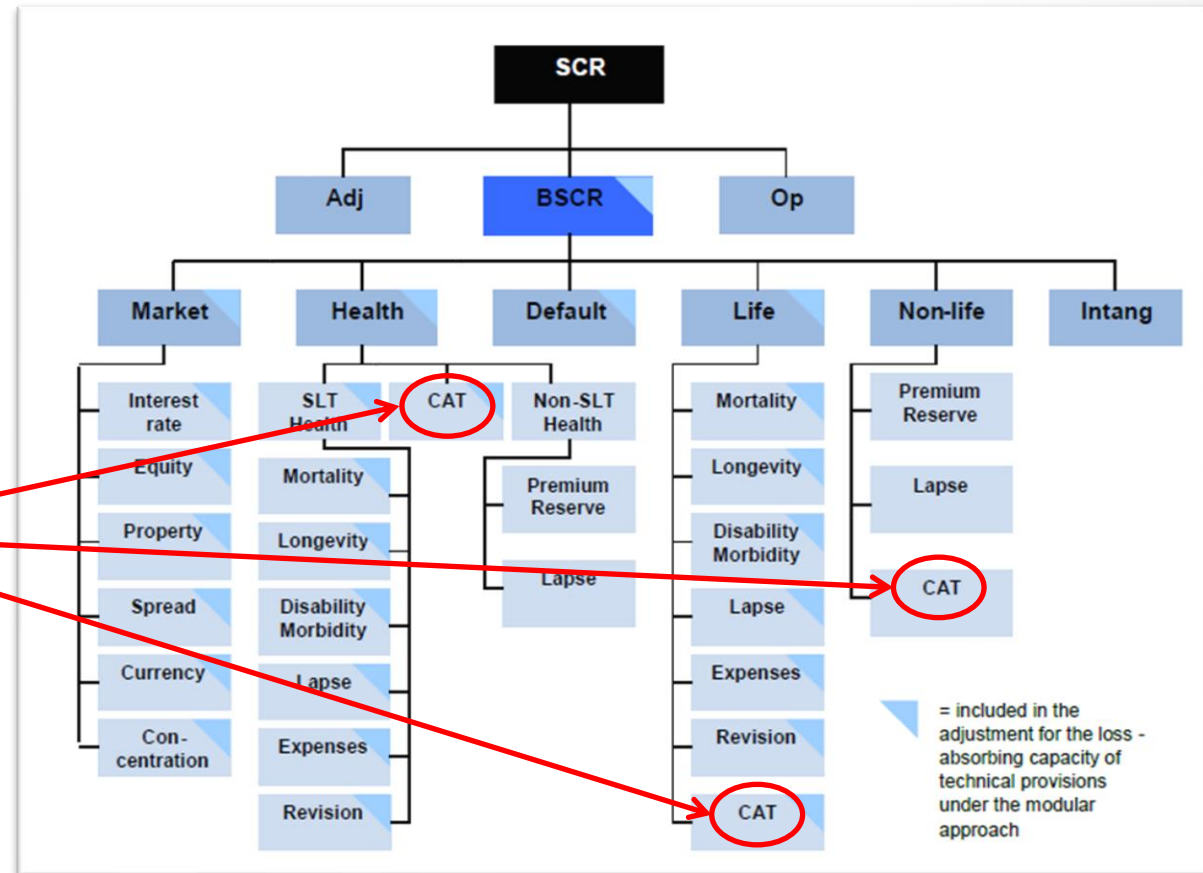 SCR
Adj
BSCR
Op
Market
Health
Default
Life
Non-life
Intang
Interest
rate
Equity
Property
Spread
Currency
Con-
centration
SLT
Health
CAT
Non-SLT
Health
Mortality
Longevity
Disability
Morbidity
Lapse
Expenses
Revision
Premium
Reserve
Lapse
Mortality
Longevity
Disability
Morbidity
Lapse
Expenses
Revision
CAT
Premium
Reserve
Lapse
CAT
= included in the
adjustment for the loss -
absorbing capacity of
technical provisions
under the modular
approach